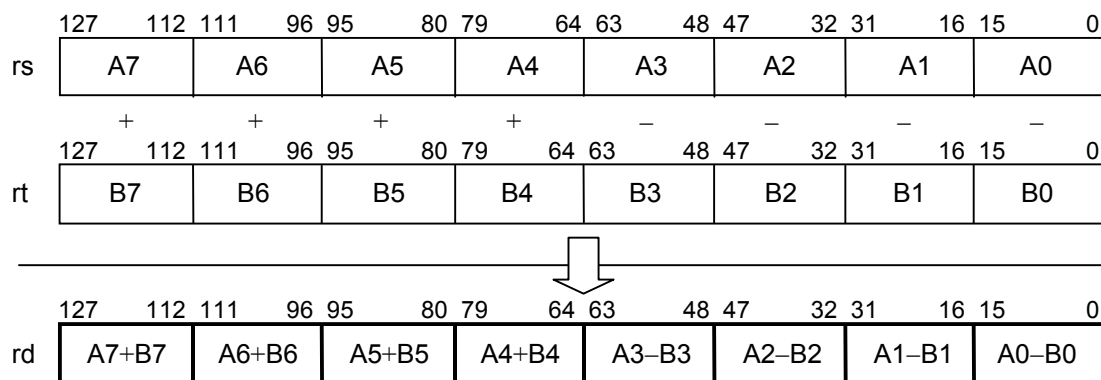 127 112 111 96 95 80 79 64 63 48 47 32 31 16 15 0
rs A7 A6 A5 A4 A3 A2 A1 A0
+ + + + – – – –
127 112 111 96 95 80 79 64 63 48 47 32 31 16 15 0
rt B7 B6 B5 B4 B3 B2 B1 B0
127 112 111 96 95 80 79 64 63 48 47 32 31 16 15 0
rd A7+B7 A6+B6 A5+B5 A4+B4 A3–B3 A2–B2 A1–B1 A0–B0